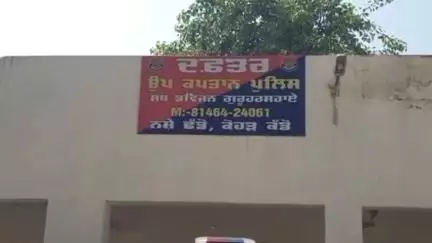 ਦਫ਼ਤਰ
ਉਪ ਕਪਤਾਨ ਪੁਲਿਸ
ਸਬ ਡਵਿਜ਼ਨ ਗੁਰੂਹਰਸਹਾਏ
M:-81464-24061
ਨਸ਼ੇ ਛੱਡੋ, ਕੋਹੜ ਕੱਢੋ